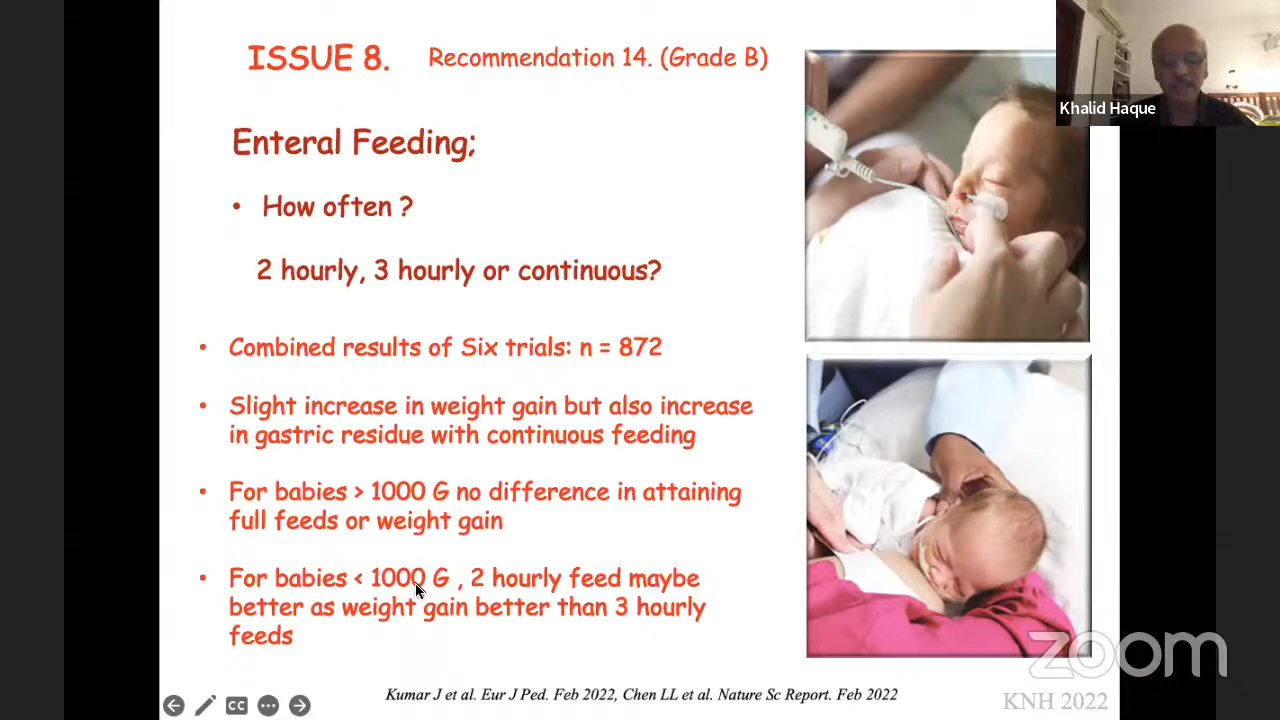 ISSUE 8. Recommendation 14. (Grade B)
Khalid Haque
Enteral Feeding;
• How often ?
2 hourly, 3 hourly or continuous?
• Combined results of Six trials: n = 872
• Slight increase in weight gain but also increase
in gastric residue with continuous feeding
• For babies > 1000 G no difference in attaining
full feeds or weight gain
• For babies < 1000 G , 2 hourly feed maybe
better as weight gain better than 3 hourly
feeds
zoom
Kumar J et al. Eur J Ped. Feb 2022, Chen LL et al. Nature Sc Report. Feb 2022
KNH 2022
CC